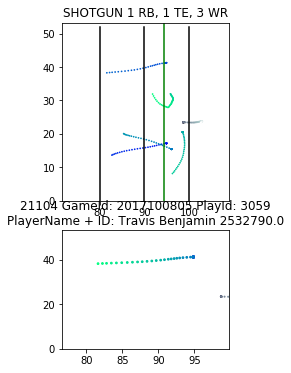 SHOTGUN 1 RB, 1 TE, 3 WR
50
40
30
20
10
0
80 90 100
21104 GameId: 2017100805 PlayId: 3059
PlayerName + ID: Travis Benjamin 2532790.0
40
20
0
80 85 90 95